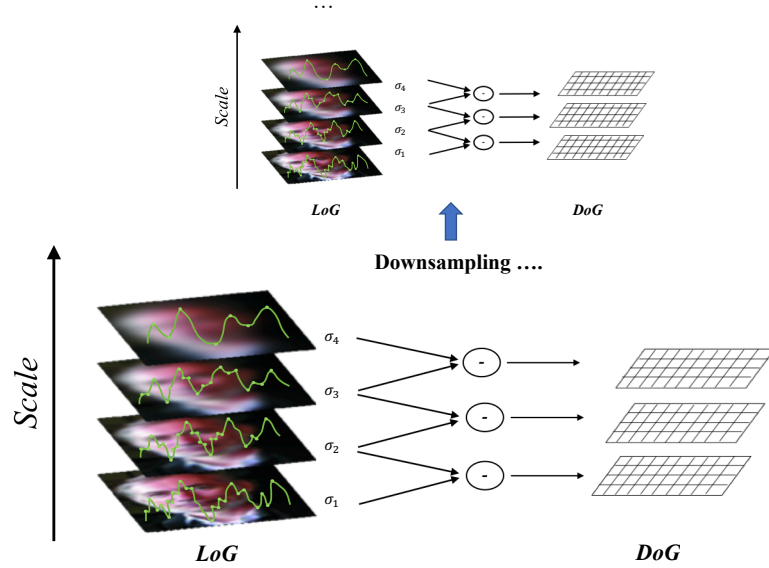 ...
Scale
σ4
σ3
σ2
σ1
-
-
-
LoG
DoG
Downsampling ....
Scale
σ4
σ3
σ2
σ1
-
-
-
LoG
DoG